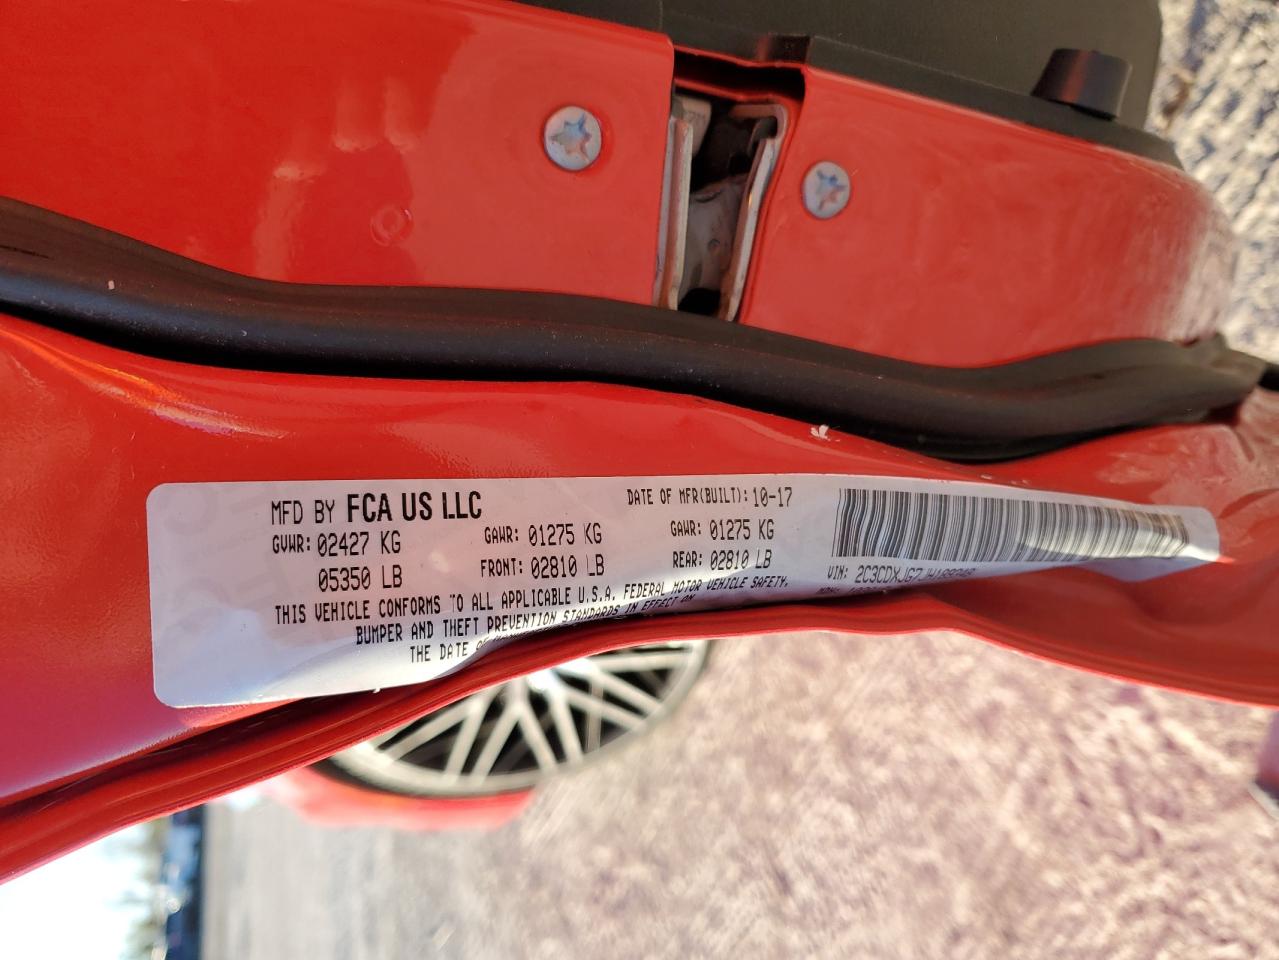 MFD BY FCA US LLC
DATE OF MFR(BUILT): 10-17
GVWR: 02427 KG GAWR: 01275 KG GAWR: 01275 KG
05350 LB FRONT: 02810 LB REAR: 02810 LB
VIN:
THIS VEHICLE CONFORMS TO ALL APPLICABLE U.S.A. FEDERAL MOTOR VEHICLE SAFETY,
BUMPER AND THEFT PREVENTION STANDARDS IN EFFECT ON
THE DATE OF